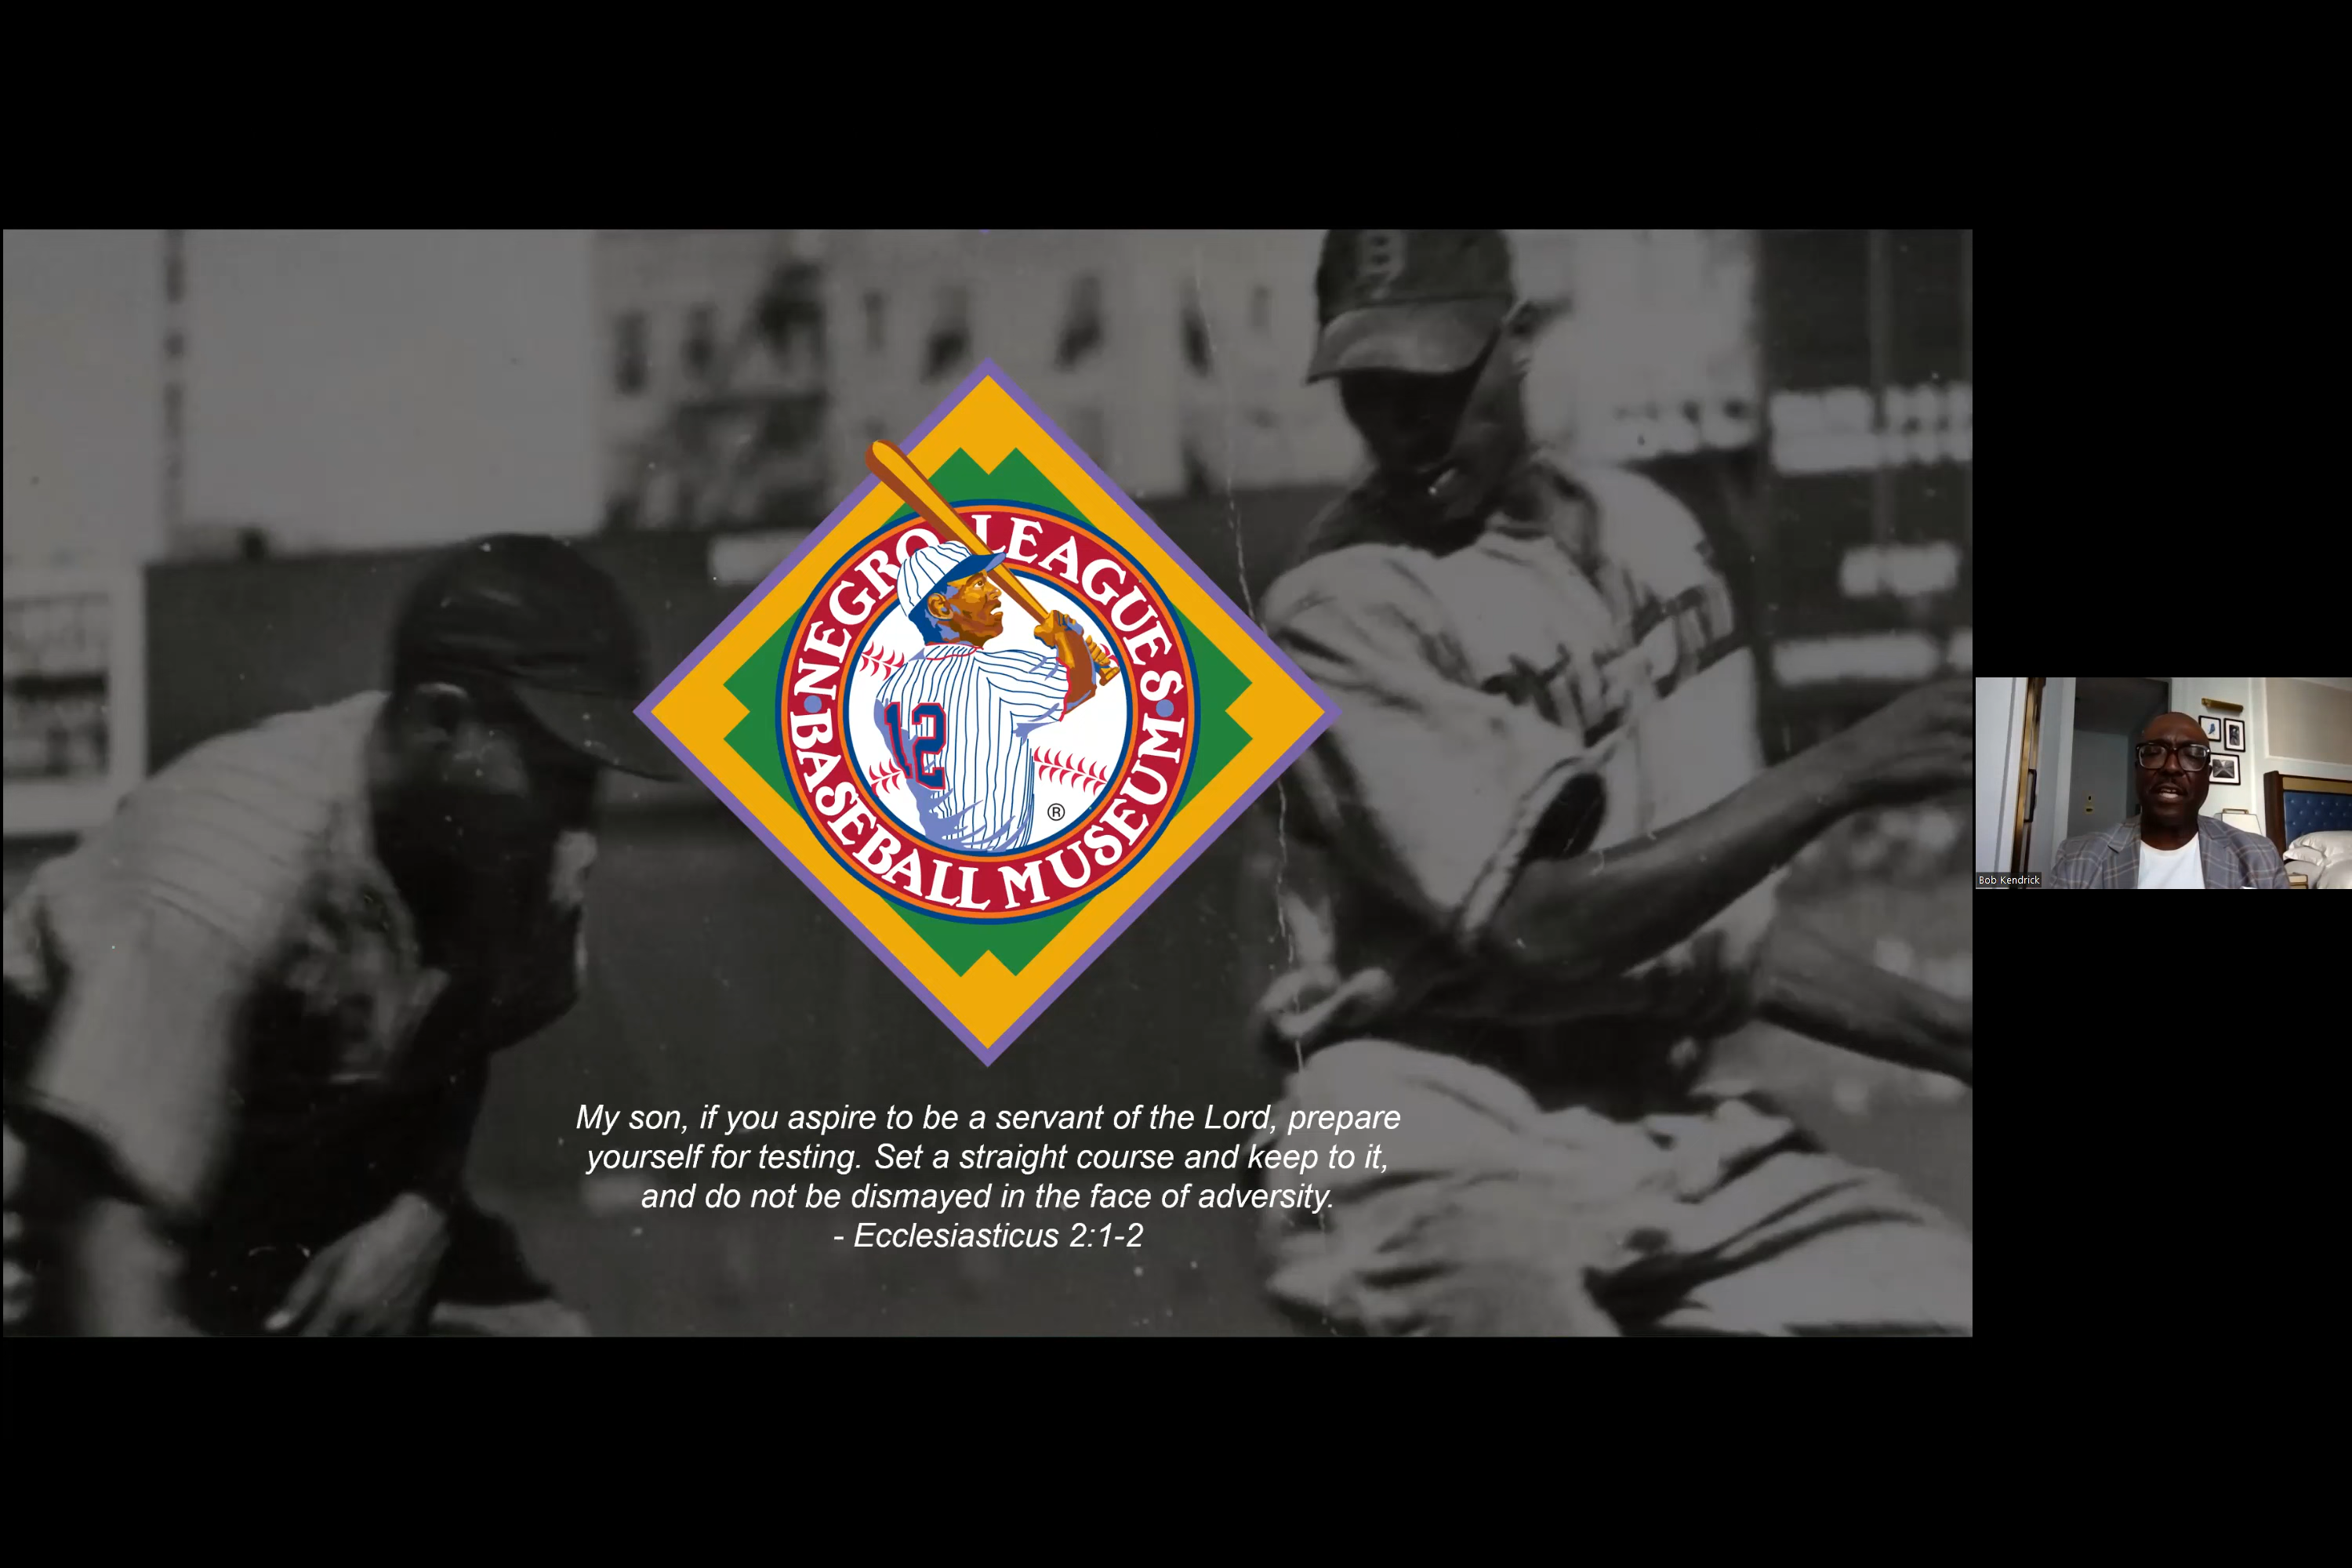 B
NEGRO LEAGUES
BASEBALL MUSEUM
12
®
My son, if you aspire to be a servant of the Lord, prepare
yourself for testing. Set a straight course and keep to it,
and do not be dismayed in the face of adversity.
- Ecclesiasticus 2:1-2
Bob Kendrick